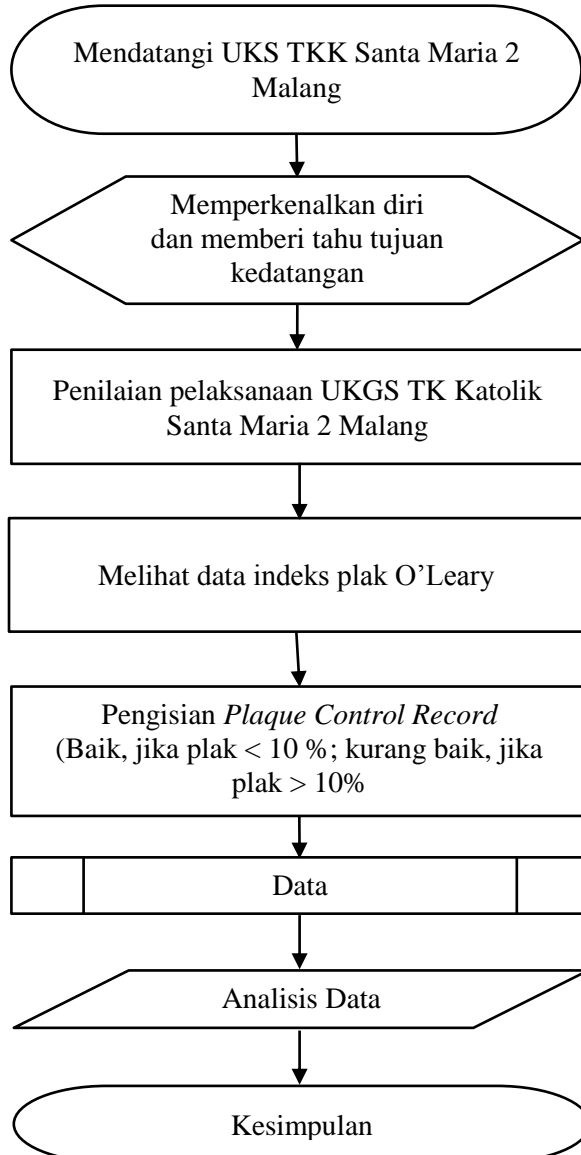 Mendatangi UKS TKK Santa Maria 2
Malang
Memperkenalkan diri
dan memberi tahu tujuan
kedatangan
Penilaian pelaksanaan UKGS TK Katolik
Santa Maria 2 Malang
Melihat data indeks plak O’Leary
Pengisian Plaque Control Record
(Baik, jika plak < 10 %; kurang baik, jika
plak > 10%
Data
Analisis Data
Kesimpulan